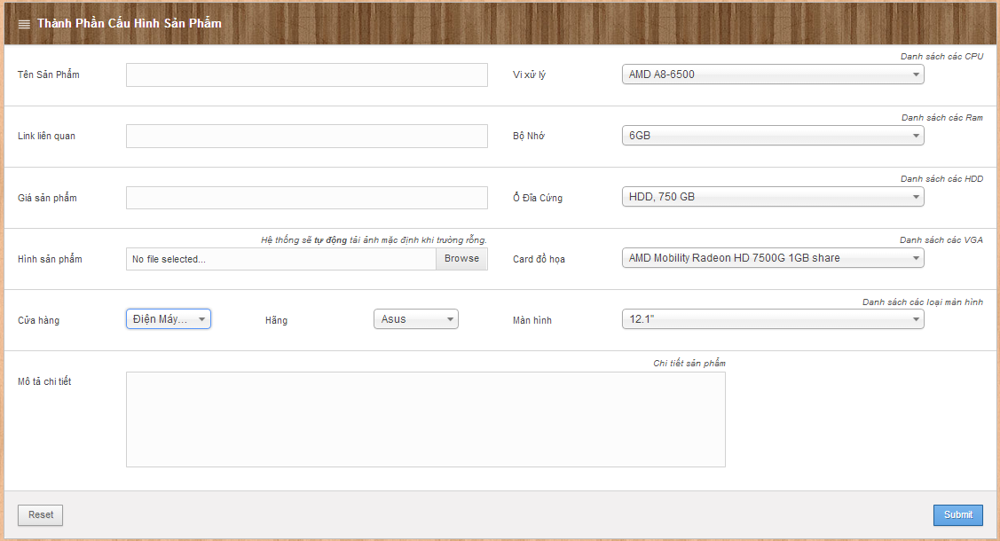 Thành Phần Cấu Hình Sản Phẩm
Danh sách các CPU
Tên Sản Phẩm
Vi xử lý
AMD A8-6500
Danh sách các Ram
Link liên quan
Bộ Nhớ
6GB
Danh sách các HDD
Giá sản phẩm
Ổ Đĩa Cứng
HDD, 750 GB
Hệ thống sẽ tự động tải ảnh mặc định khi trường rỗng.
Danh sách các VGA
Hình sản phẩm
No file selected...
Browse
Card đồ họa
AMD Mobility Radeon HD 7500G 1GB share
Danh sách các loại màn hình
Cửa hàng
Điện Máy...
Hãng
Asus
Màn hình
12.1"
Chi tiết sản phẩm
Mô tả chi tiết
Reset
Submit